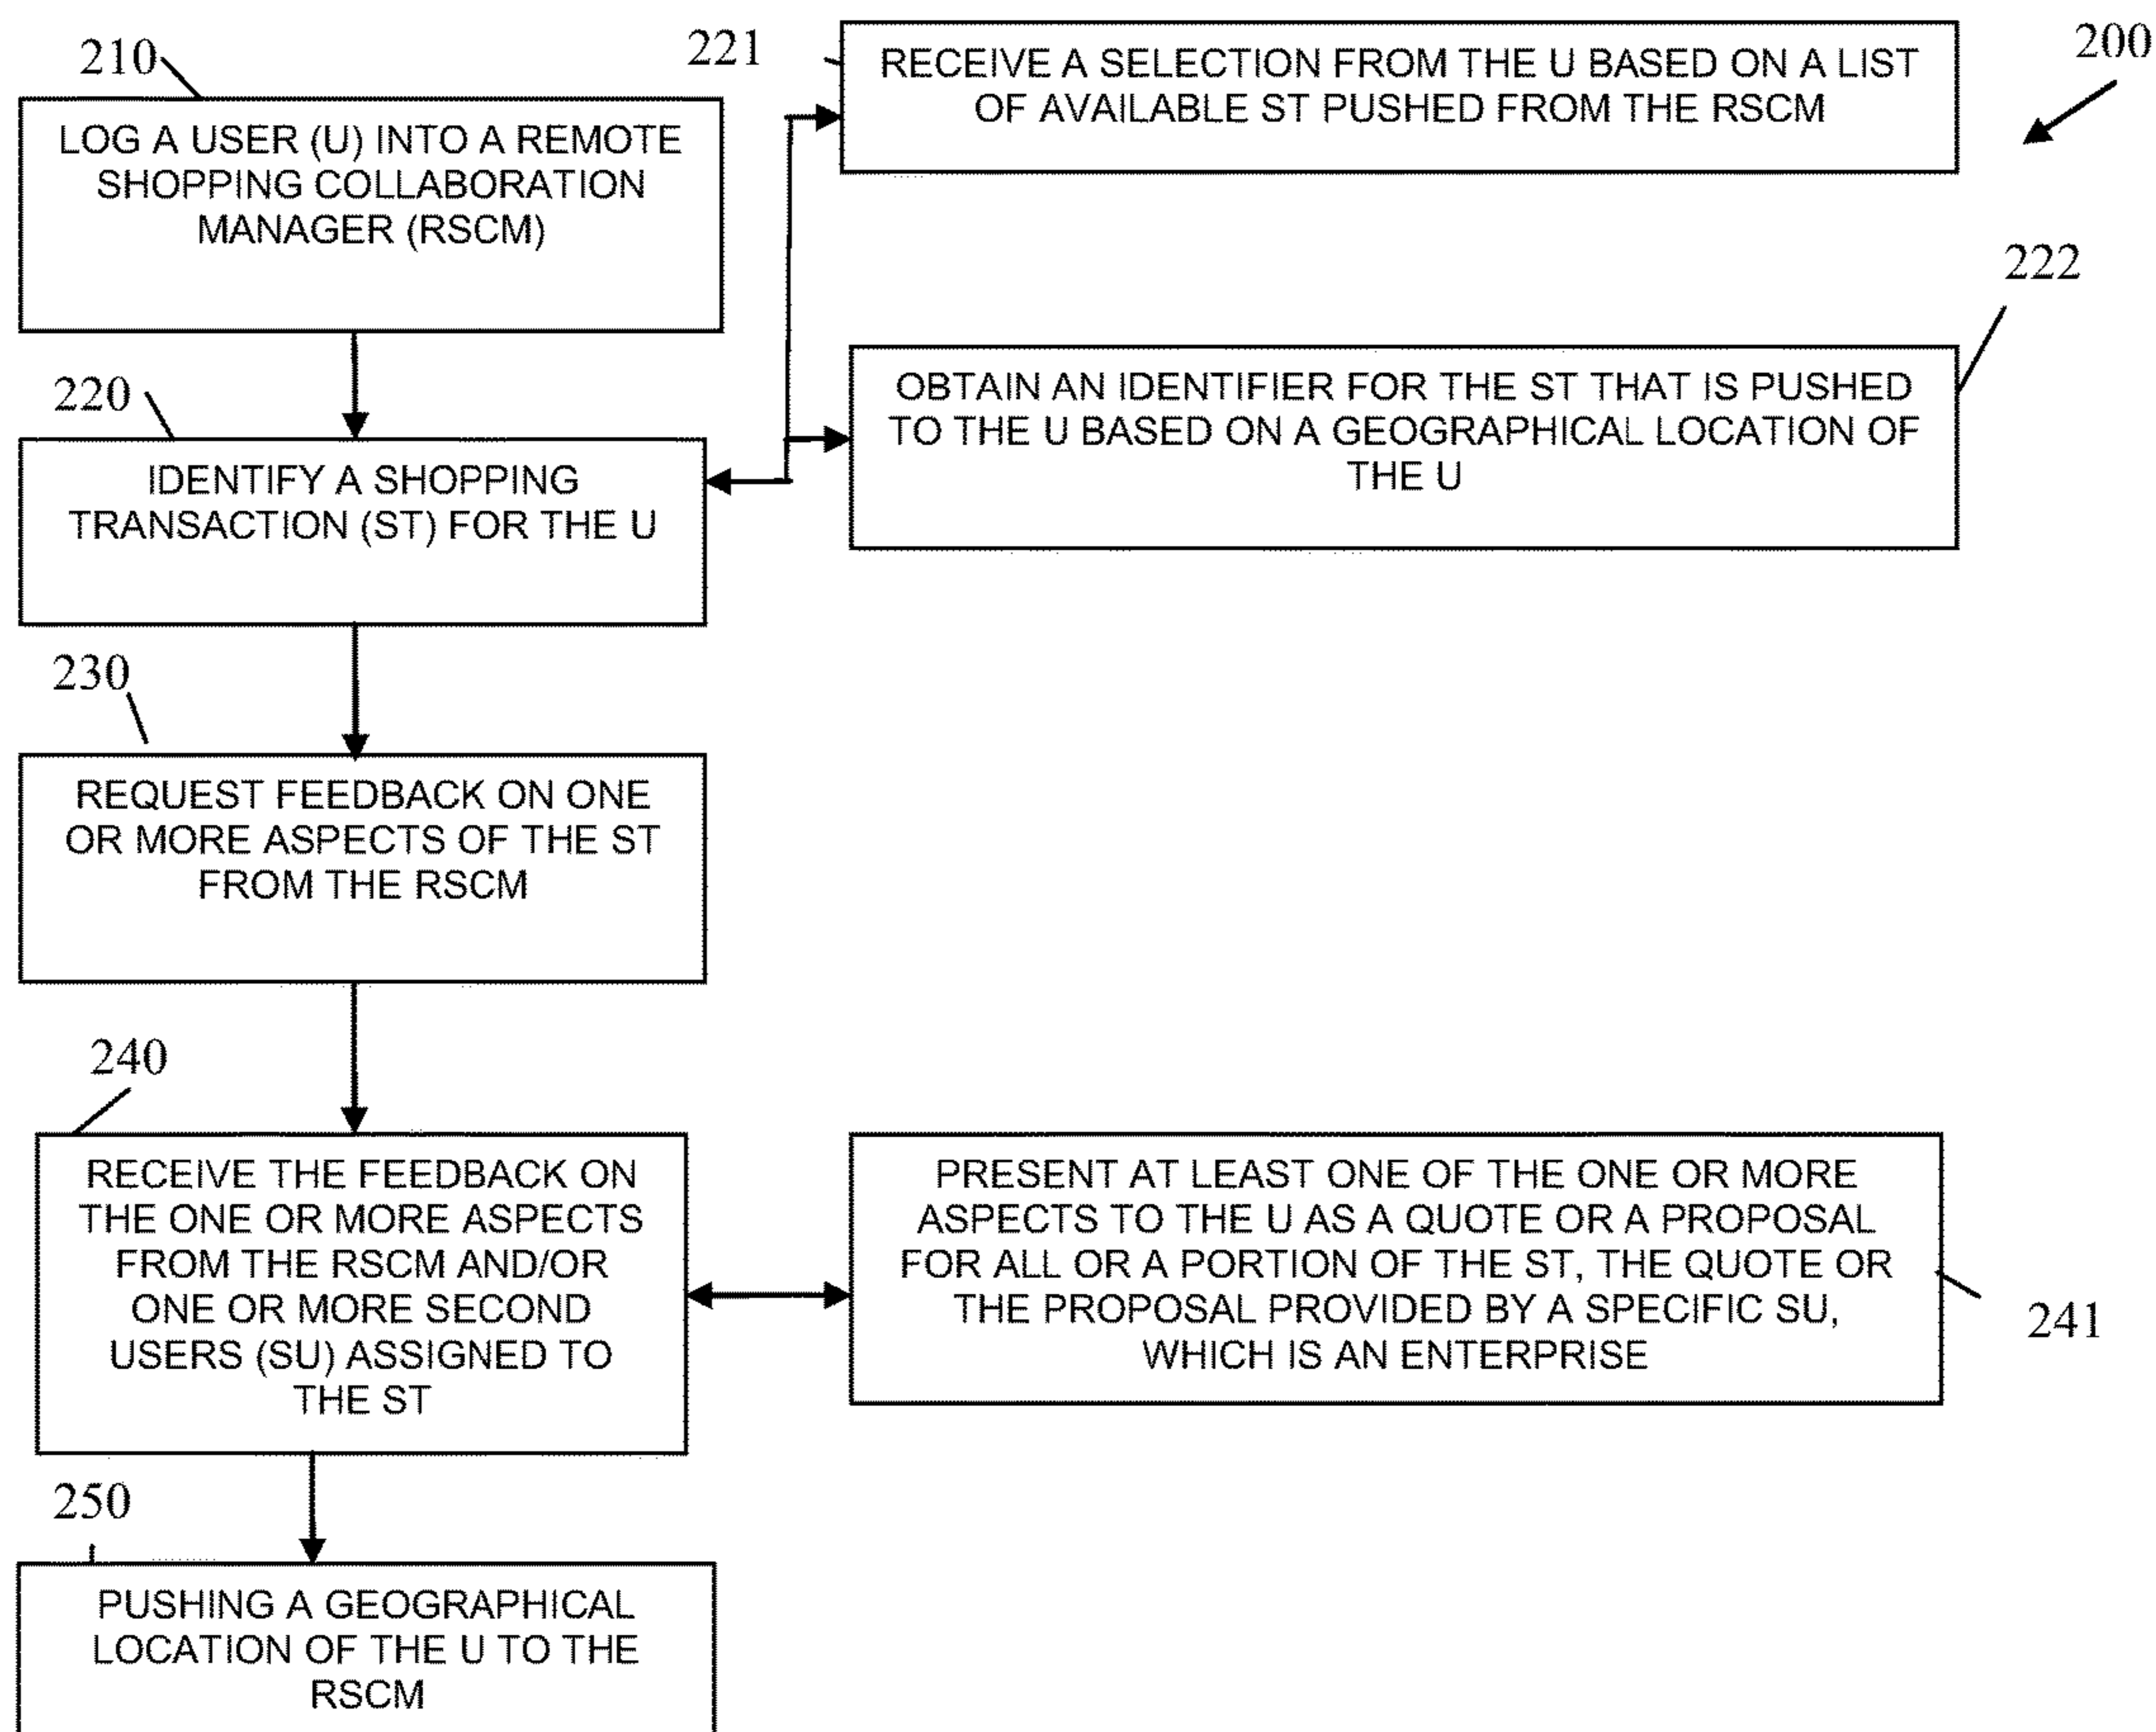 200
210
LOG A USER (U) INTO A REMOTE
SHOPPING COLLABORATION
MANAGER (RSCM)
221
RECEIVE A SELECTION FROM THE U BASED ON A LIST
OF AVAILABLE ST PUSHED FROM THE RSCM
220
IDENTIFY A SHOPPING
TRANSACTION (ST) FOR THE U
222
OBTAIN AN IDENTIFIER FOR THE ST THAT IS PUSHED
TO THE U BASED ON A GEOGRAPHICAL LOCATION OF
THE U
230
REQUEST FEEDBACK ON ONE
OR MORE ASPECTS OF THE ST
FROM THE RSCM
240
RECEIVE THE FEEDBACK ON
THE ONE OR MORE ASPECTS
FROM THE RSCM AND/OR
ONE OR MORE SECOND
USERS (SU) ASSIGNED TO
THE ST
PRESENT AT LEAST ONE OF THE ONE OR MORE
ASPECTS TO THE U AS A QUOTE OR A PROPOSAL
FOR ALL OR A PORTION OF THE ST, THE QUOTE OR
THE PROPOSAL PROVIDED BY A SPECIFIC SU,
WHICH IS AN ENTERPRISE
241
250
PUSHING A GEOGRAPHICAL
LOCATION OF THE U TO THE
RSCM